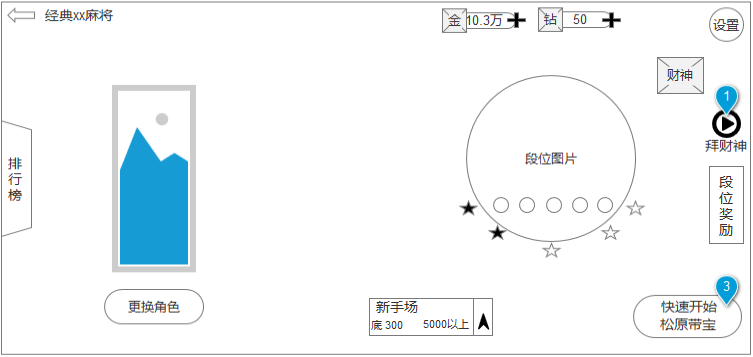 经典xx麻将
金 10.3万
钻 50
设置
财神
1
拜财神
排行榜
段位图片
段位奖励
更换角色
新手场
底 300 5000以上
3
快速开始
松原带宝